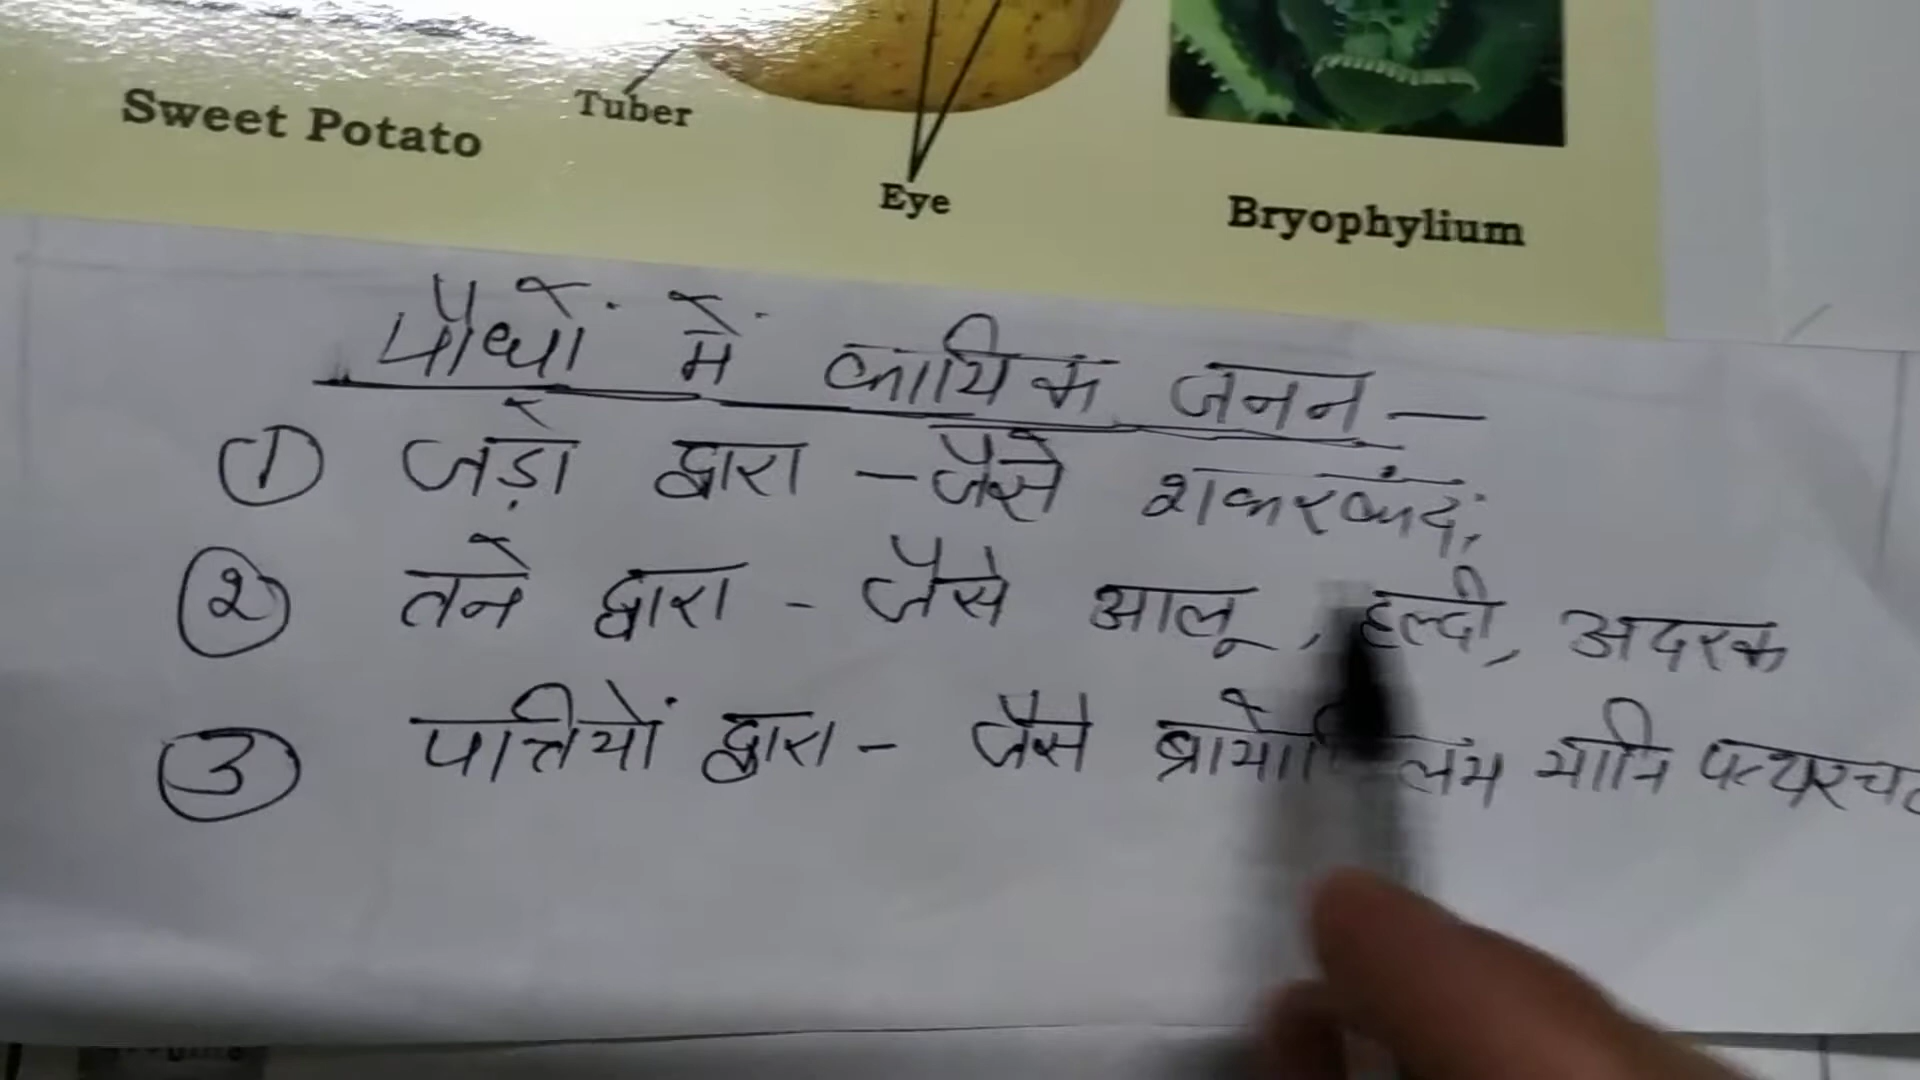 Sweet Potato
Tuber
Eye
Bryophylium
पौधों में कायिक जनन -
① जड़ो द्वारा - जैसे शकरकंद,
② तने द्वारा - जैसे आलू, हल्दी, अदरक
③ पत्तियों द्वारा - जैसे यानि